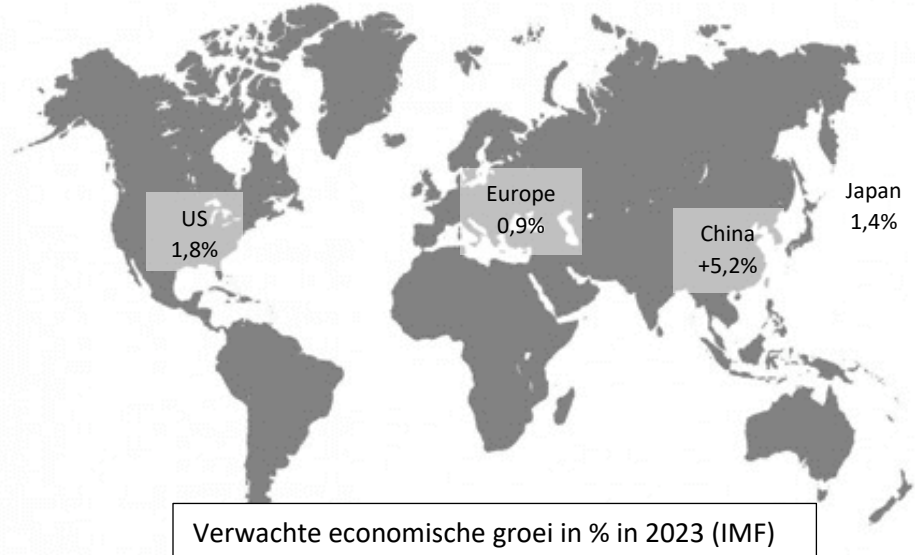 US
1,8%
Europe
0,9%
China
+5,2%
Japan
1,4%
Verwachte economische groei in % in 2023 (IMF)